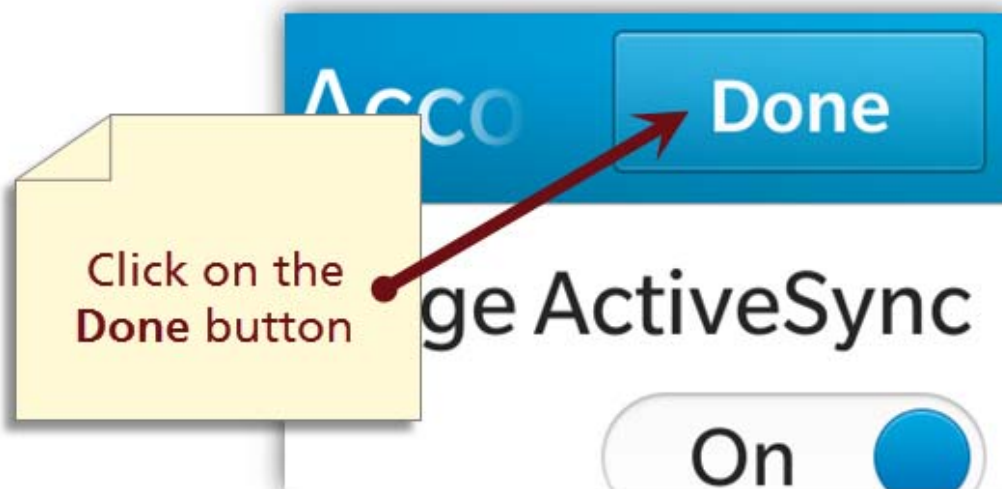 Acco
Done
Click on the
Done button
ge ActiveSync
On